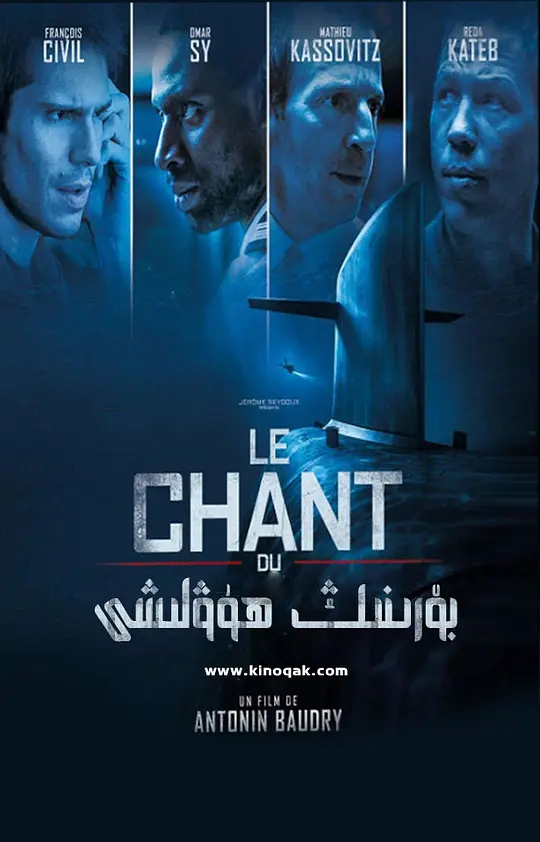 FRANÇOIS
CIVIL
OMAR
SY
MATHIEU
KASSOVITZ
REDA
KATEB
JÉRÔME SEYDOUX
LE
CHANT
DU
بۆرىنىڭ ھۇۋلىشى
www.kinoqak.com
UN FILM DE
ANTONIN BAUDRY